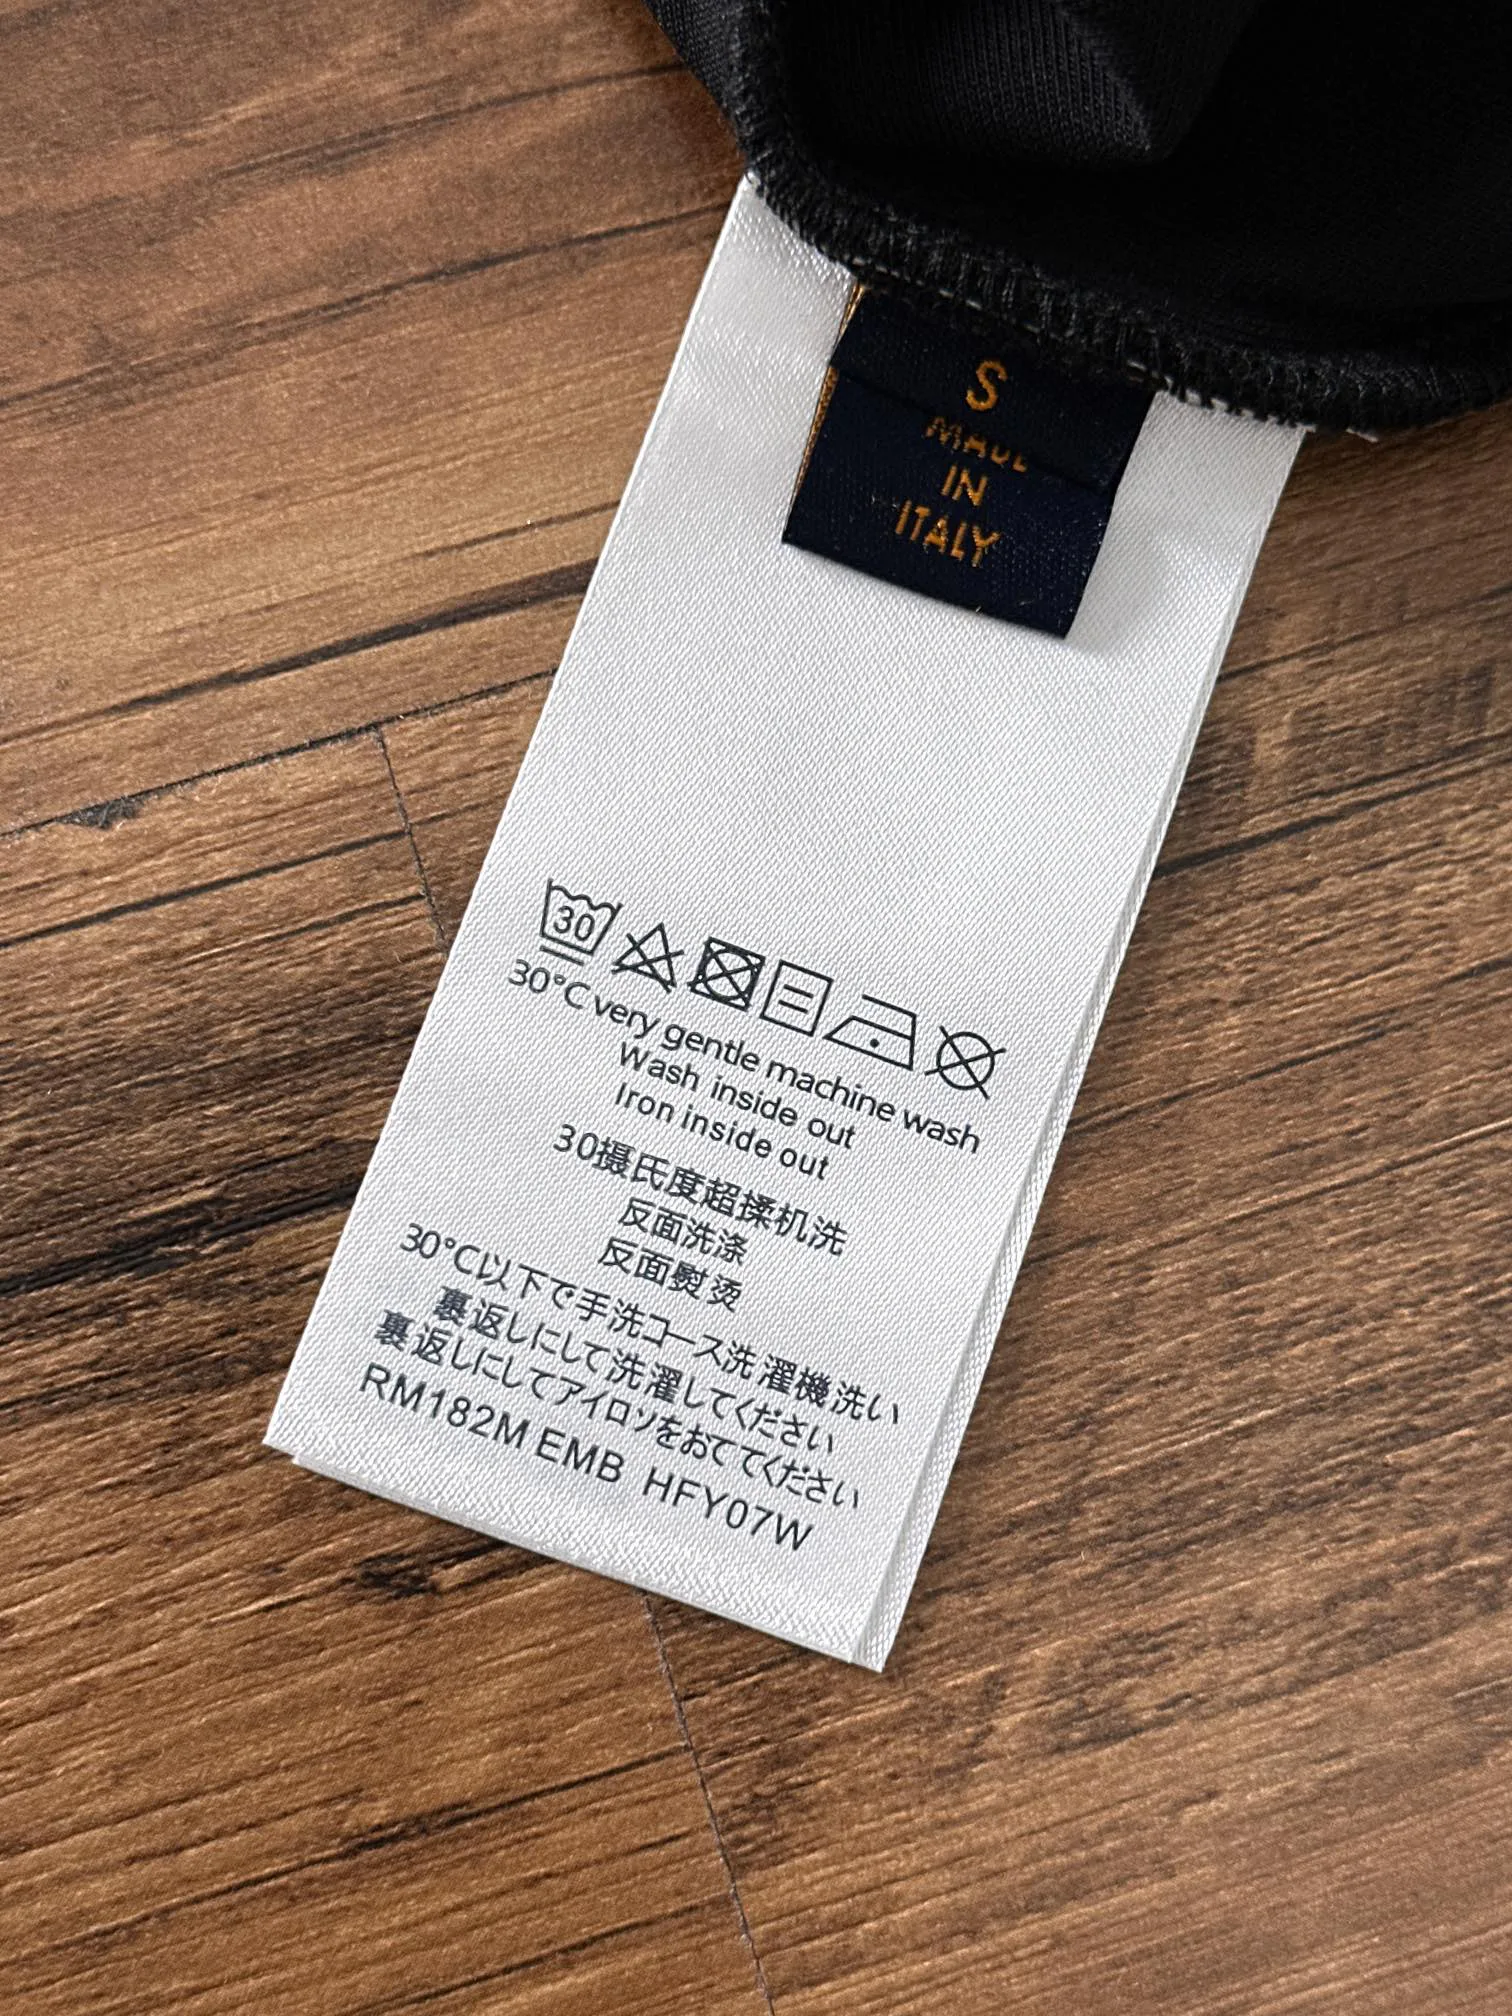 S
MADE
IN
ITALY
30
30°C very gentle machine wash
Wash inside out
Iron inside out
30摄氏度超揉机洗
反面洗涤
反面熨烫
30°C以下で手洗コース洗濯機洗い
裏返しにして洗濯してください
裏返しにしてアイロソをおててください
RM182M EMB HFY07W